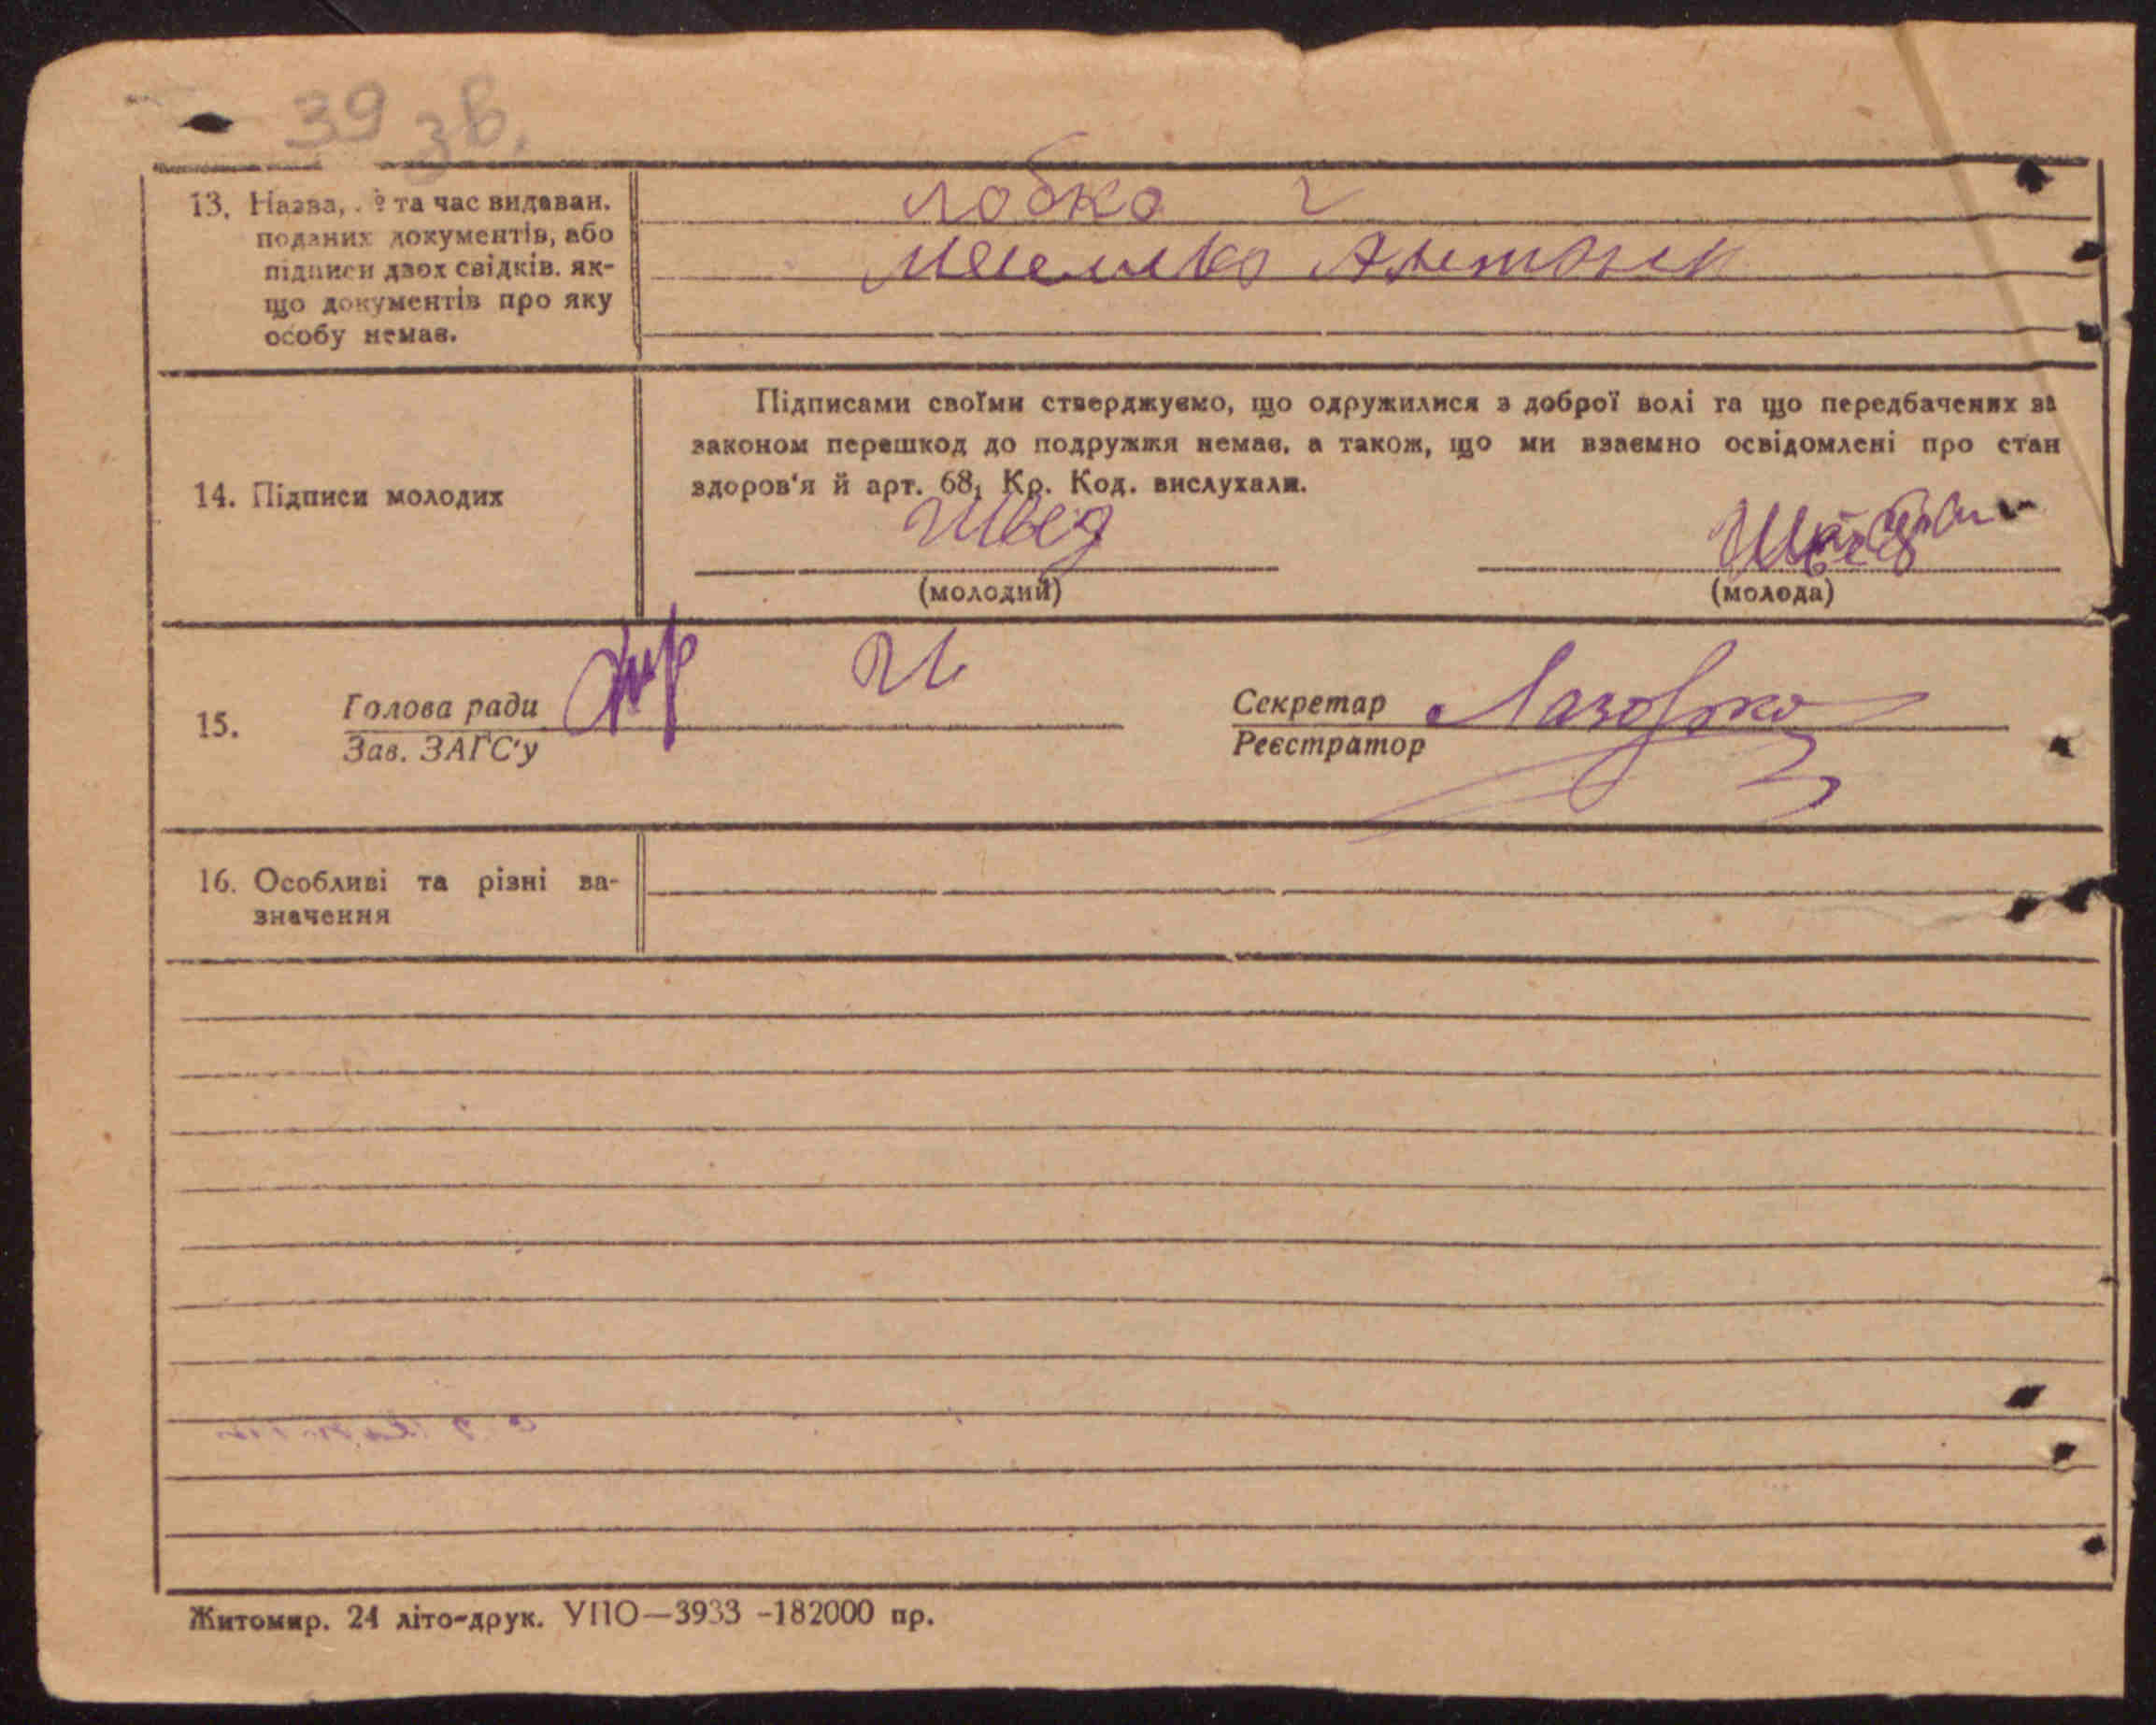 39 зв.
13. Назва, № та час видаван.
поданих документів, або
підписи двох свідків. як-
що документів про яку
особу немає.
лобко г
Антонен
14. Підписи молодих
Підписами своїми стверджуємо, що одружилися з доброї волі та що передбачених за
законом перешкод до подружжя немає, а також, що ми взаємно освідомлені про стан
здоров'я й арт. 68, Кр. Код. вислухали.
Швед
(молодий)
(молода)
15.
Голова ради
Зав. ЗАГС'у
Секретар
Реєстратор
16. Особливі та різні за-
значення
Житомир. 24 літо-друк. УПО—3933 -182000 пр.